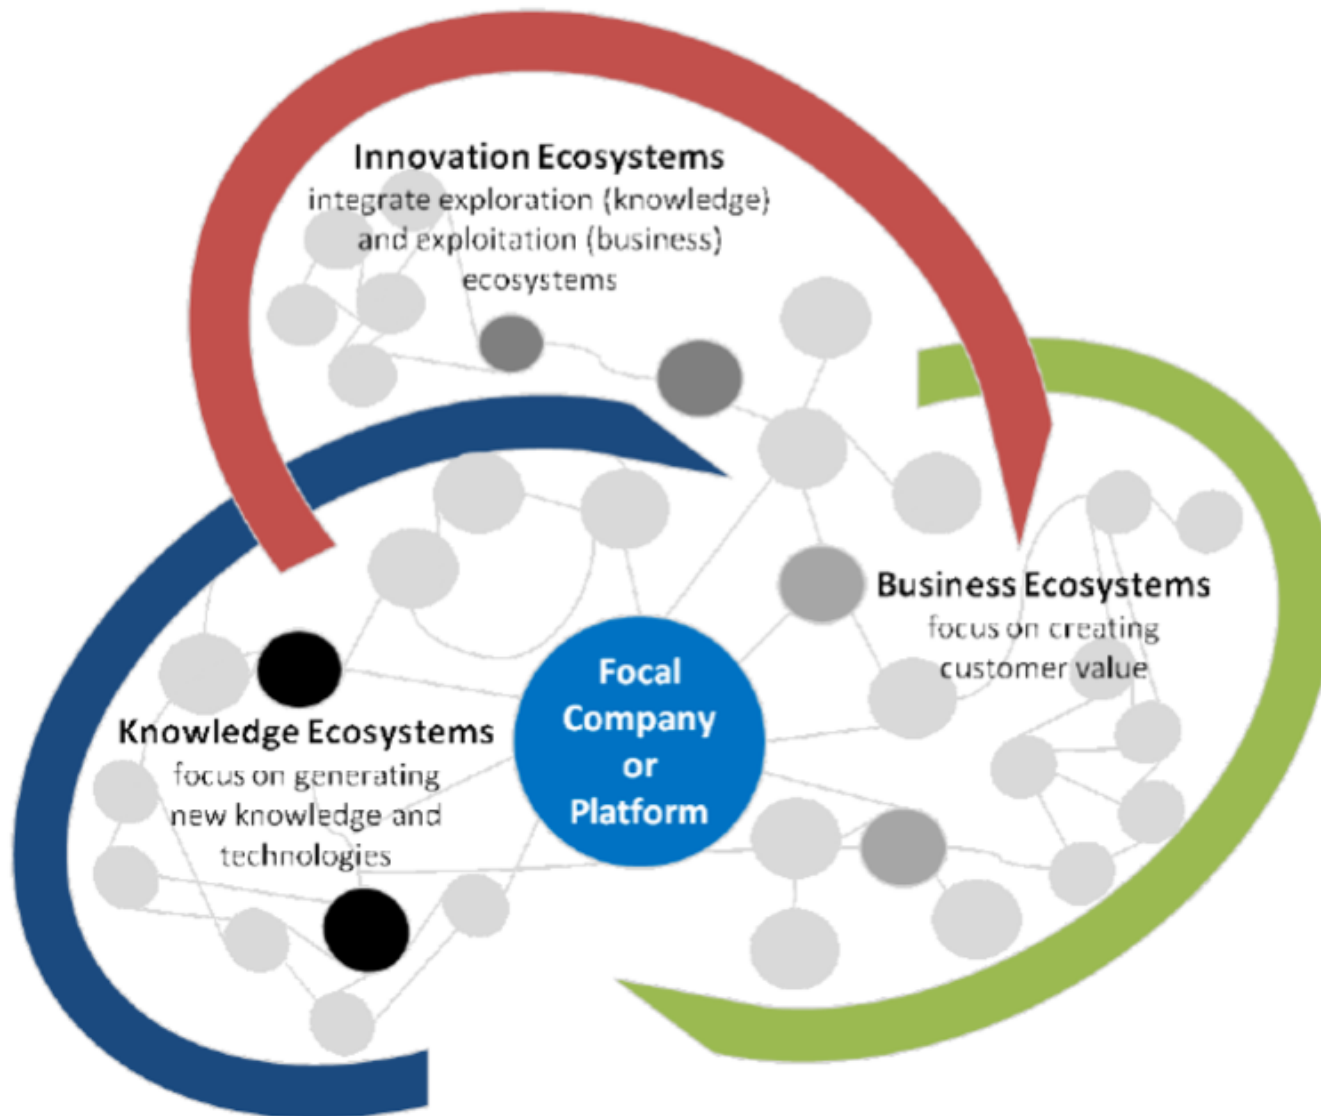 Innovation Ecosystems
integrate exploration (knowledge)
and exploitation (business)
ecosystems
Business Ecosystems
focus on creating
customer value
Focal
Company
or
Platform
Knowledge Ecosystems
focus on generating
new knowledge and
technologies